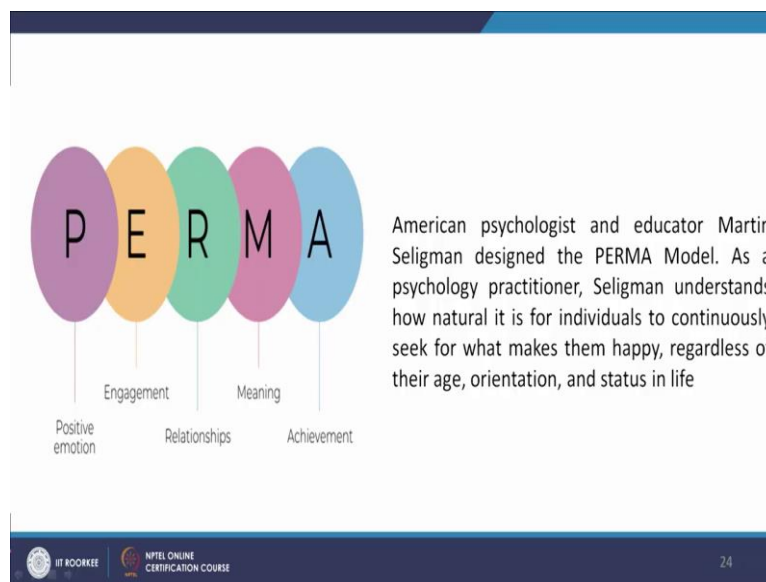 P E R M A
Engagement
Meaning
Positive
emotion
Relationships
Achievement
American psychologist and educator Martin
Seligman designed the PERMA Model. As a
psychology practitioner, Seligman understands
how natural it is for individuals to continuously
seek for what makes them happy, regardless of
their age, orientation, and status in life
IIT ROORKEE
NPTEL ONLINE
CERTIFICATION COURSE
24